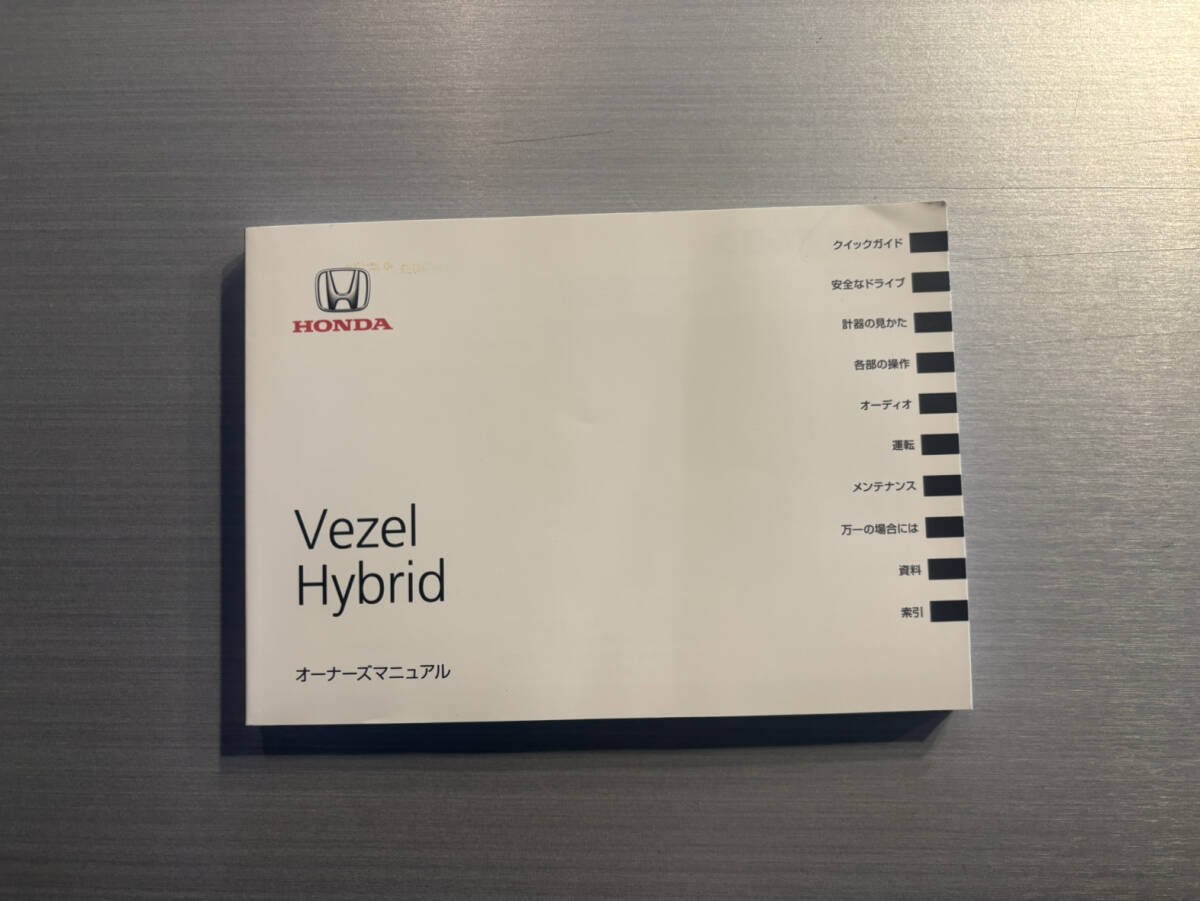 HONDA
Vezel
Hybrid
オーナーズマニュアル
クイックガイド
安全なドライブ
計器の見かた
各部の操作
オーディオ
運転
メンテナンス
万一の場合には
資料
索引